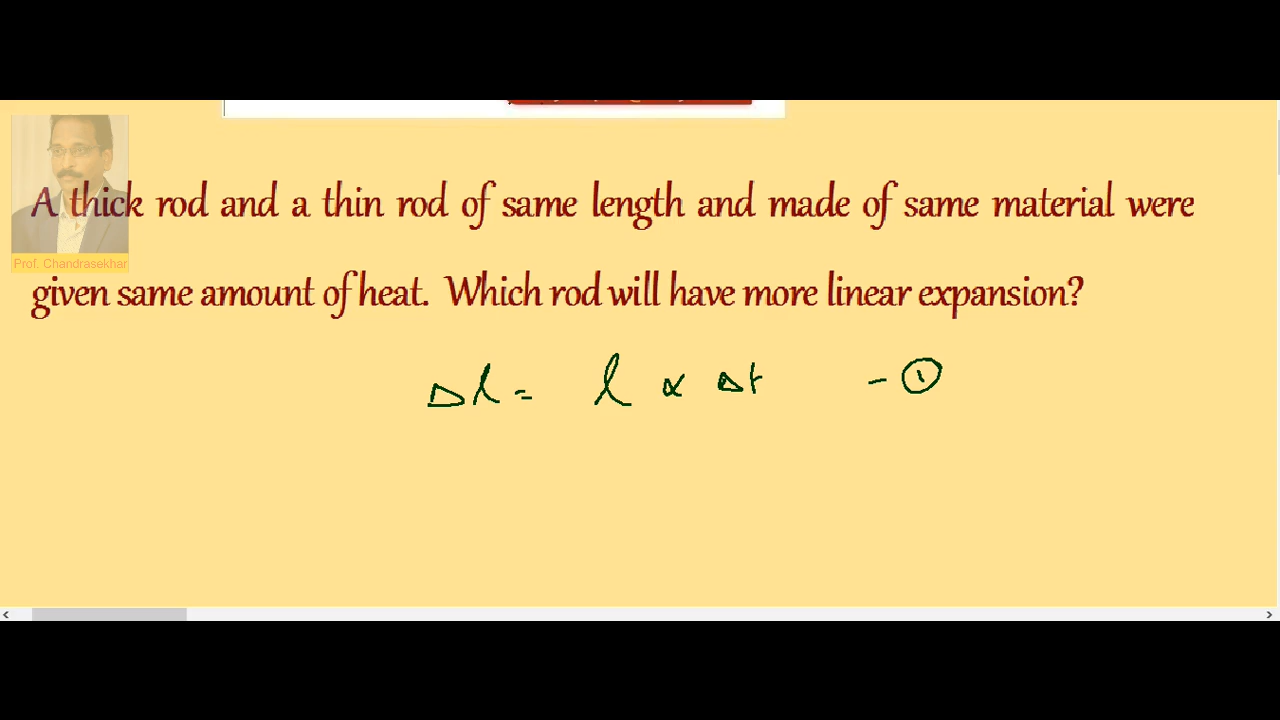 A thick rod and a thin rod of same length and made of same material were
Prof. Chandrasekhar
given same amount of heat. Which rod will have more linear expansion?
Δl = l ∝ Δt - ①